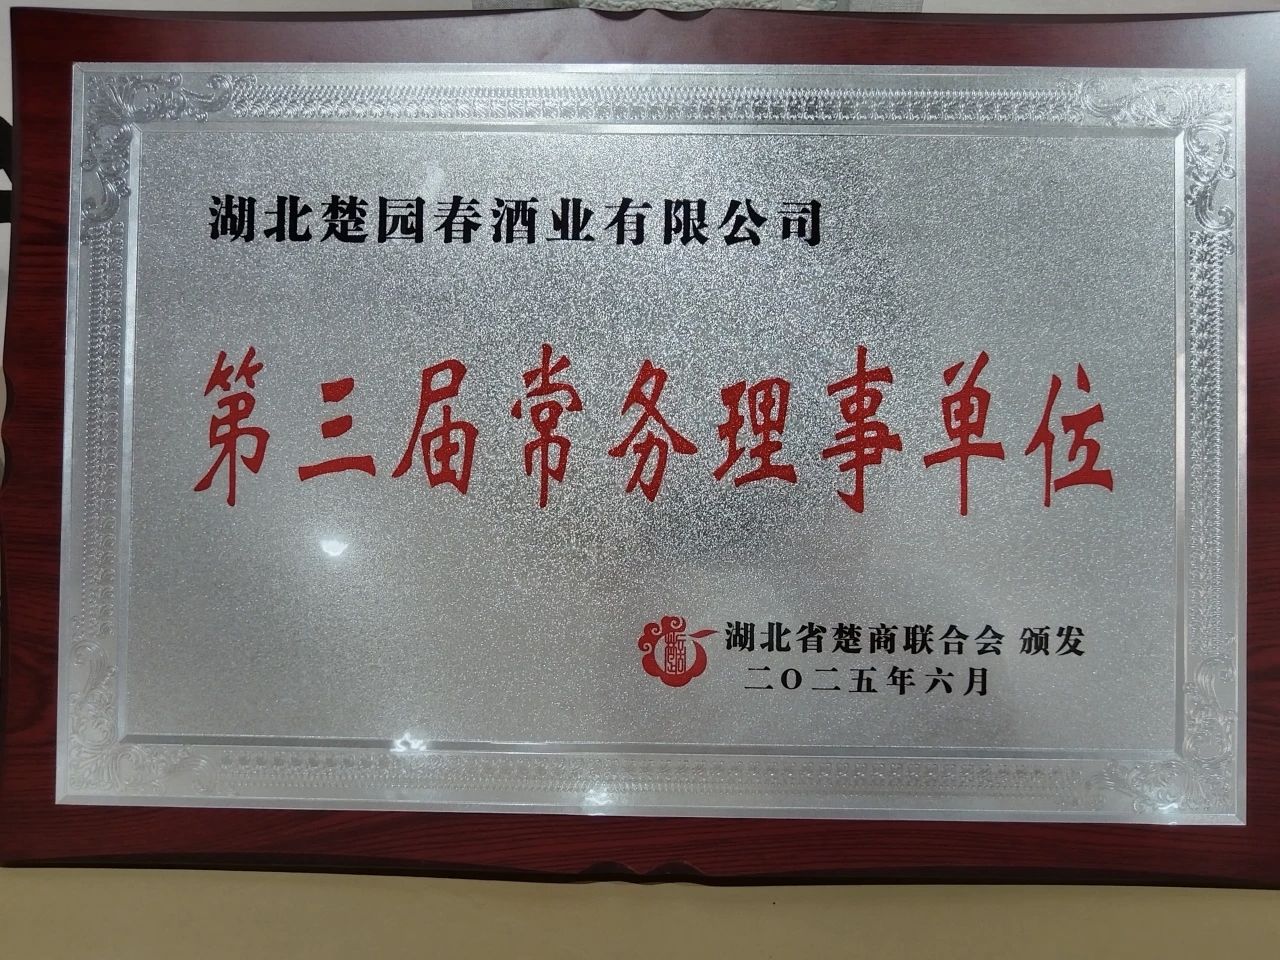 湖北楚园春酒业有限公司
第三届常务理事单位
湖北省楚商联合会 颁发
二〇二五年六月